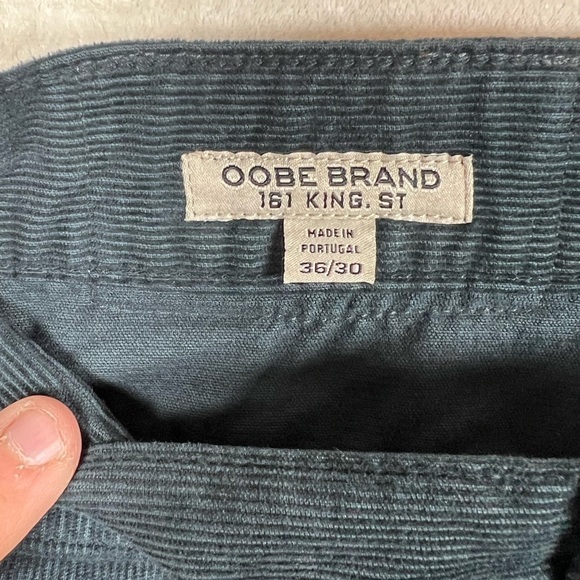 OOBE BRAND
161 KING. ST
MADE IN
PORTUGAL
36/30